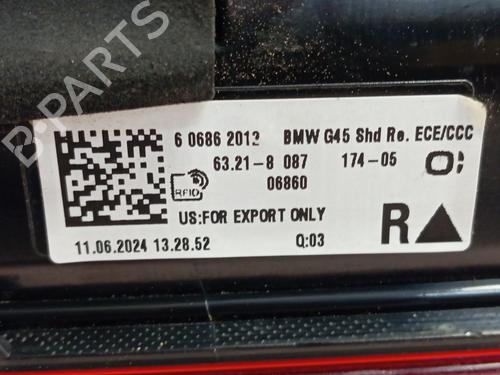 6 0686 2012 BMW G45 Shd Re. ECE/CCC
63.21-8 087 174-05
RFID 06860
US:FOR EXPORT ONLY R
11.06.2024 13.28.52 Q:03
B-PARTS